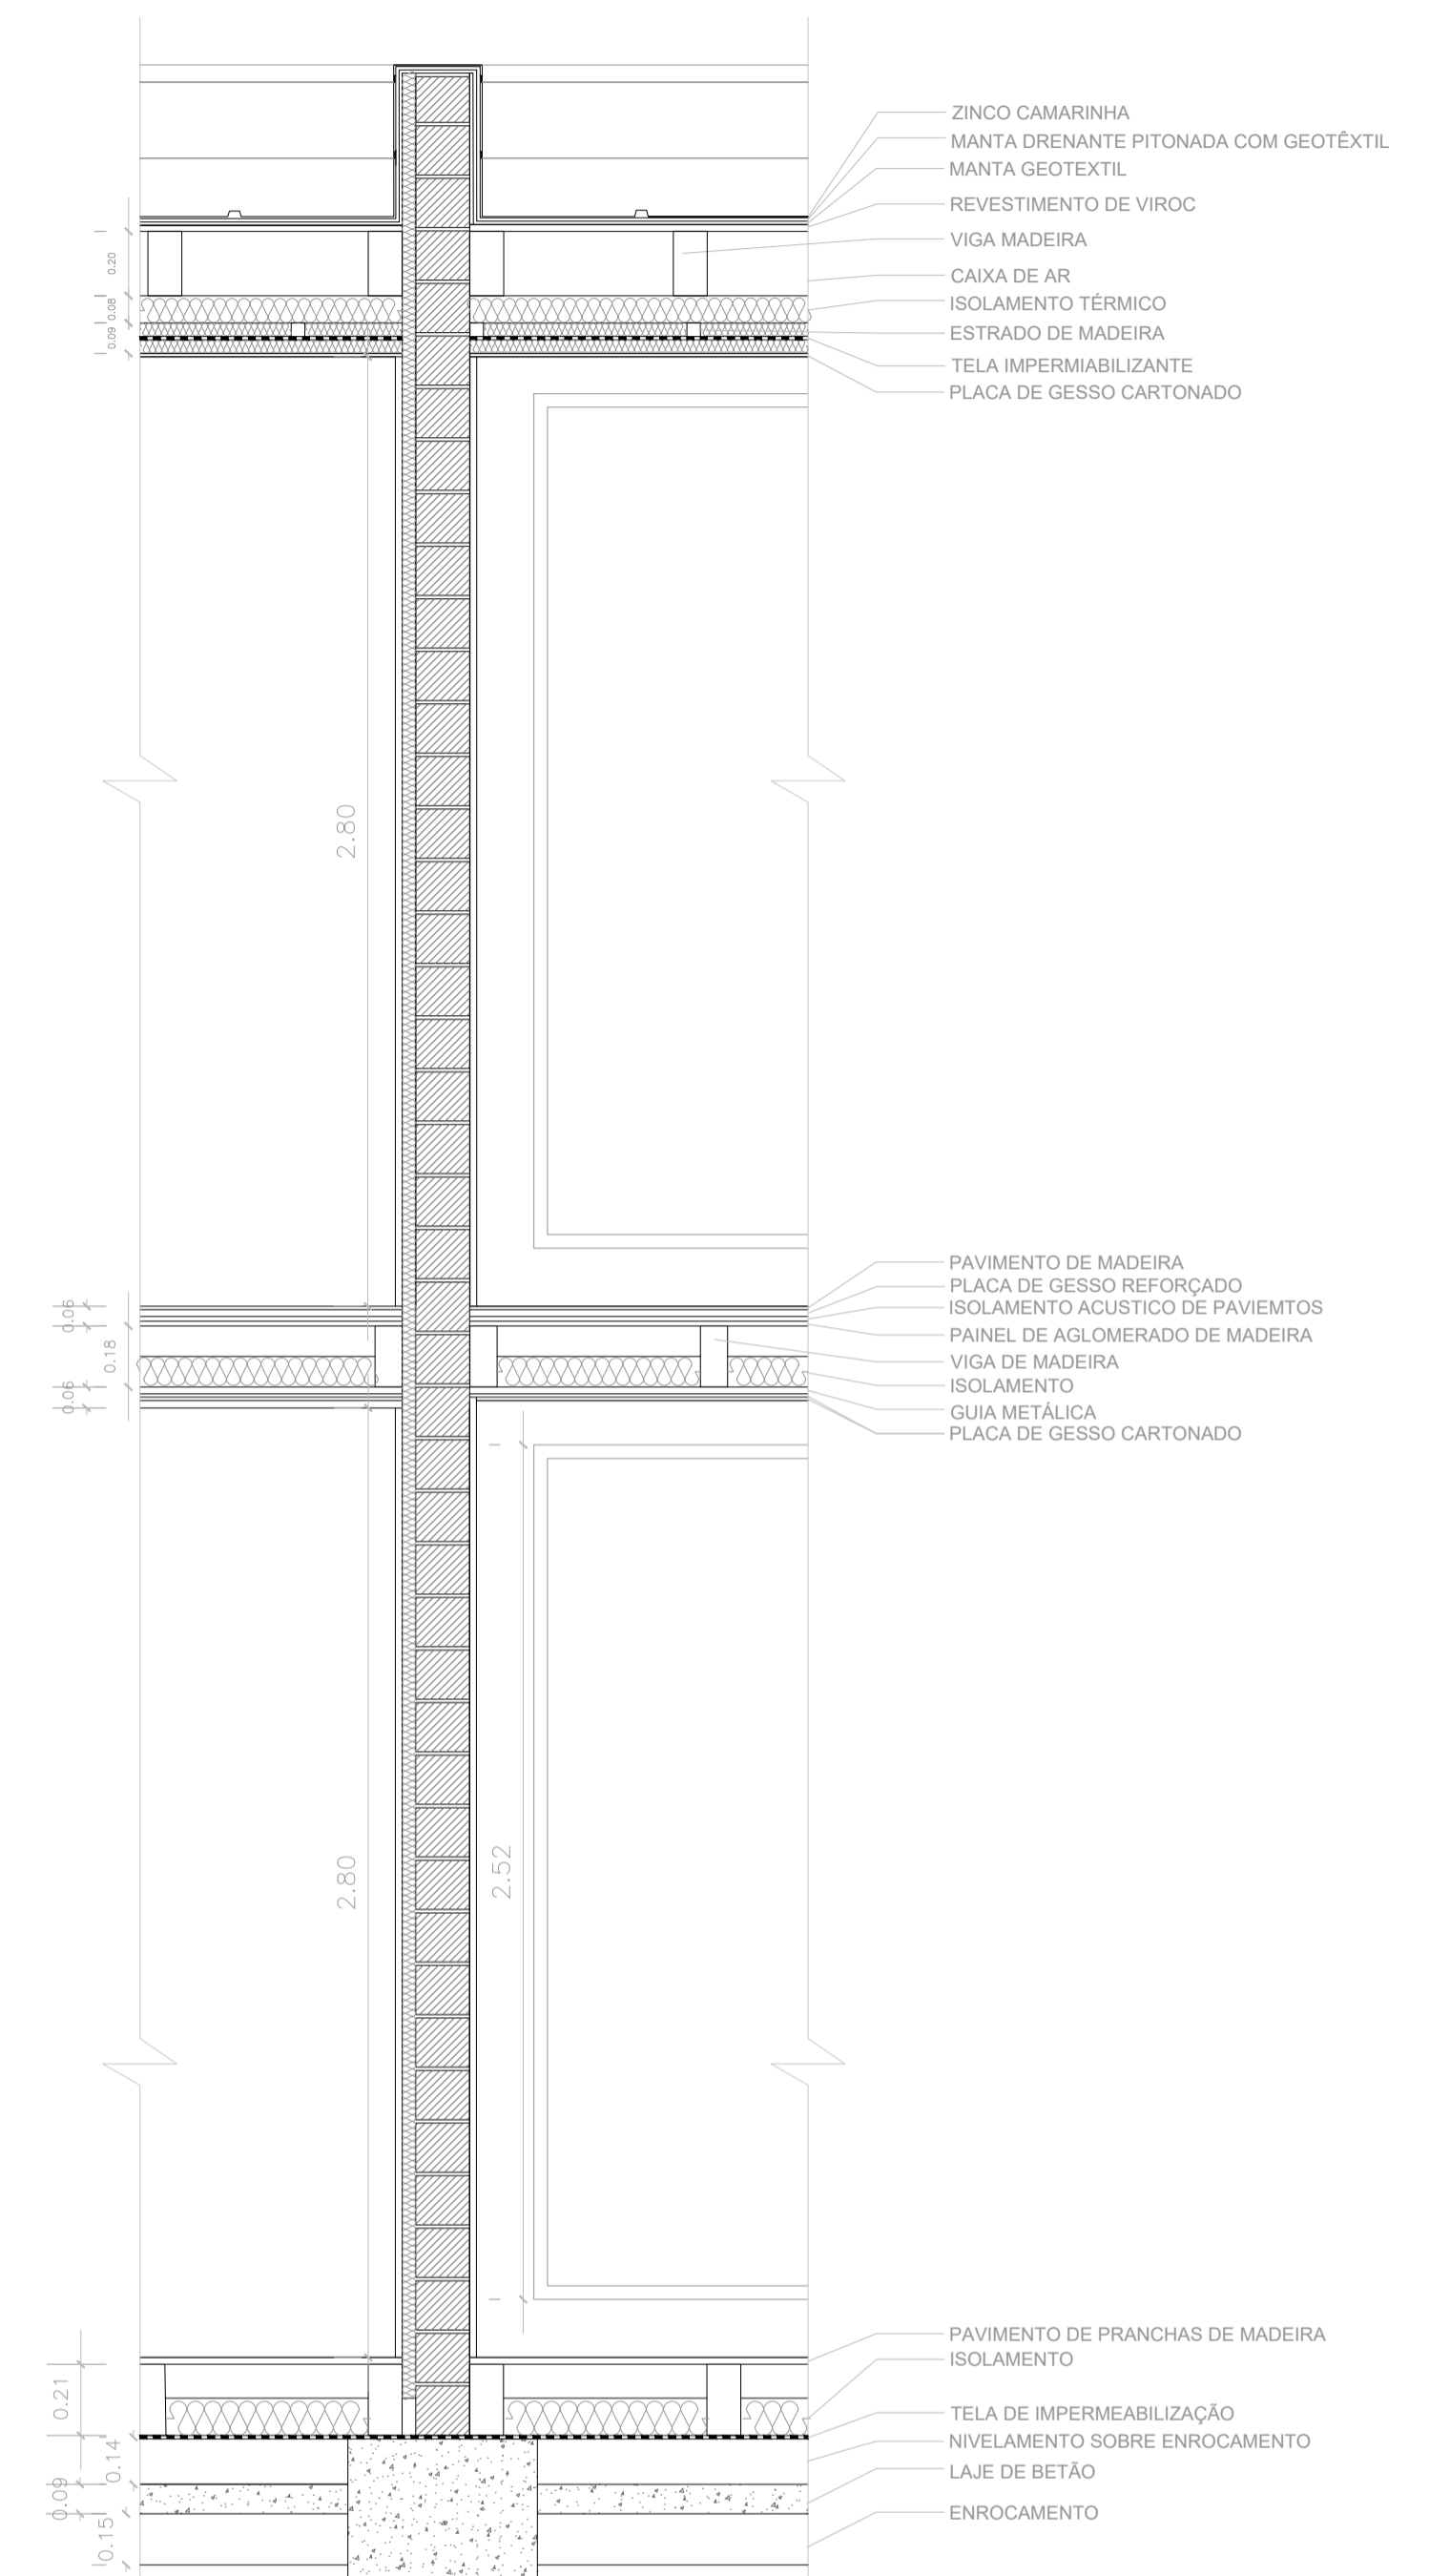 ZINCO CAMARINHA
MANTA DRENANTE PITONADA COM GEOTÊXTIL
MANTA GEOTEXTIL
REVESTIMENTO DE VIROC
VIGA MADEIRA
CAIXA DE AR
ISOLAMENTO TÉRMICO
ESTRADO DE MADEIRA
TELA IMPERMIABILIZANTE
PLACA DE GESSO CARTONADO
0.20
0.08
0.09
2.80
PAVIMENTO DE MADEIRA
PLACA DE GESSO REFORÇADO
ISOLAMENTO ACUSTICO DE PAVIEMTOS
PAINEL DE AGLOMERADO DE MADEIRA
VIGA DE MADEIRA
ISOLAMENTO
GUIA METÁLICA
PLACA DE GESSO CARTONADO
0.06
0.18
0.06
2.80
2.52
PAVIMENTO DE PRANCHAS DE MADEIRA
ISOLAMENTO
TELA DE IMPERMEABILIZAÇÃO
NIVELAMENTO SOBRE ENROCAMENTO
LAJE DE BETÃO
ENROCAMENTO
0.21
0.14
0.09
0.15